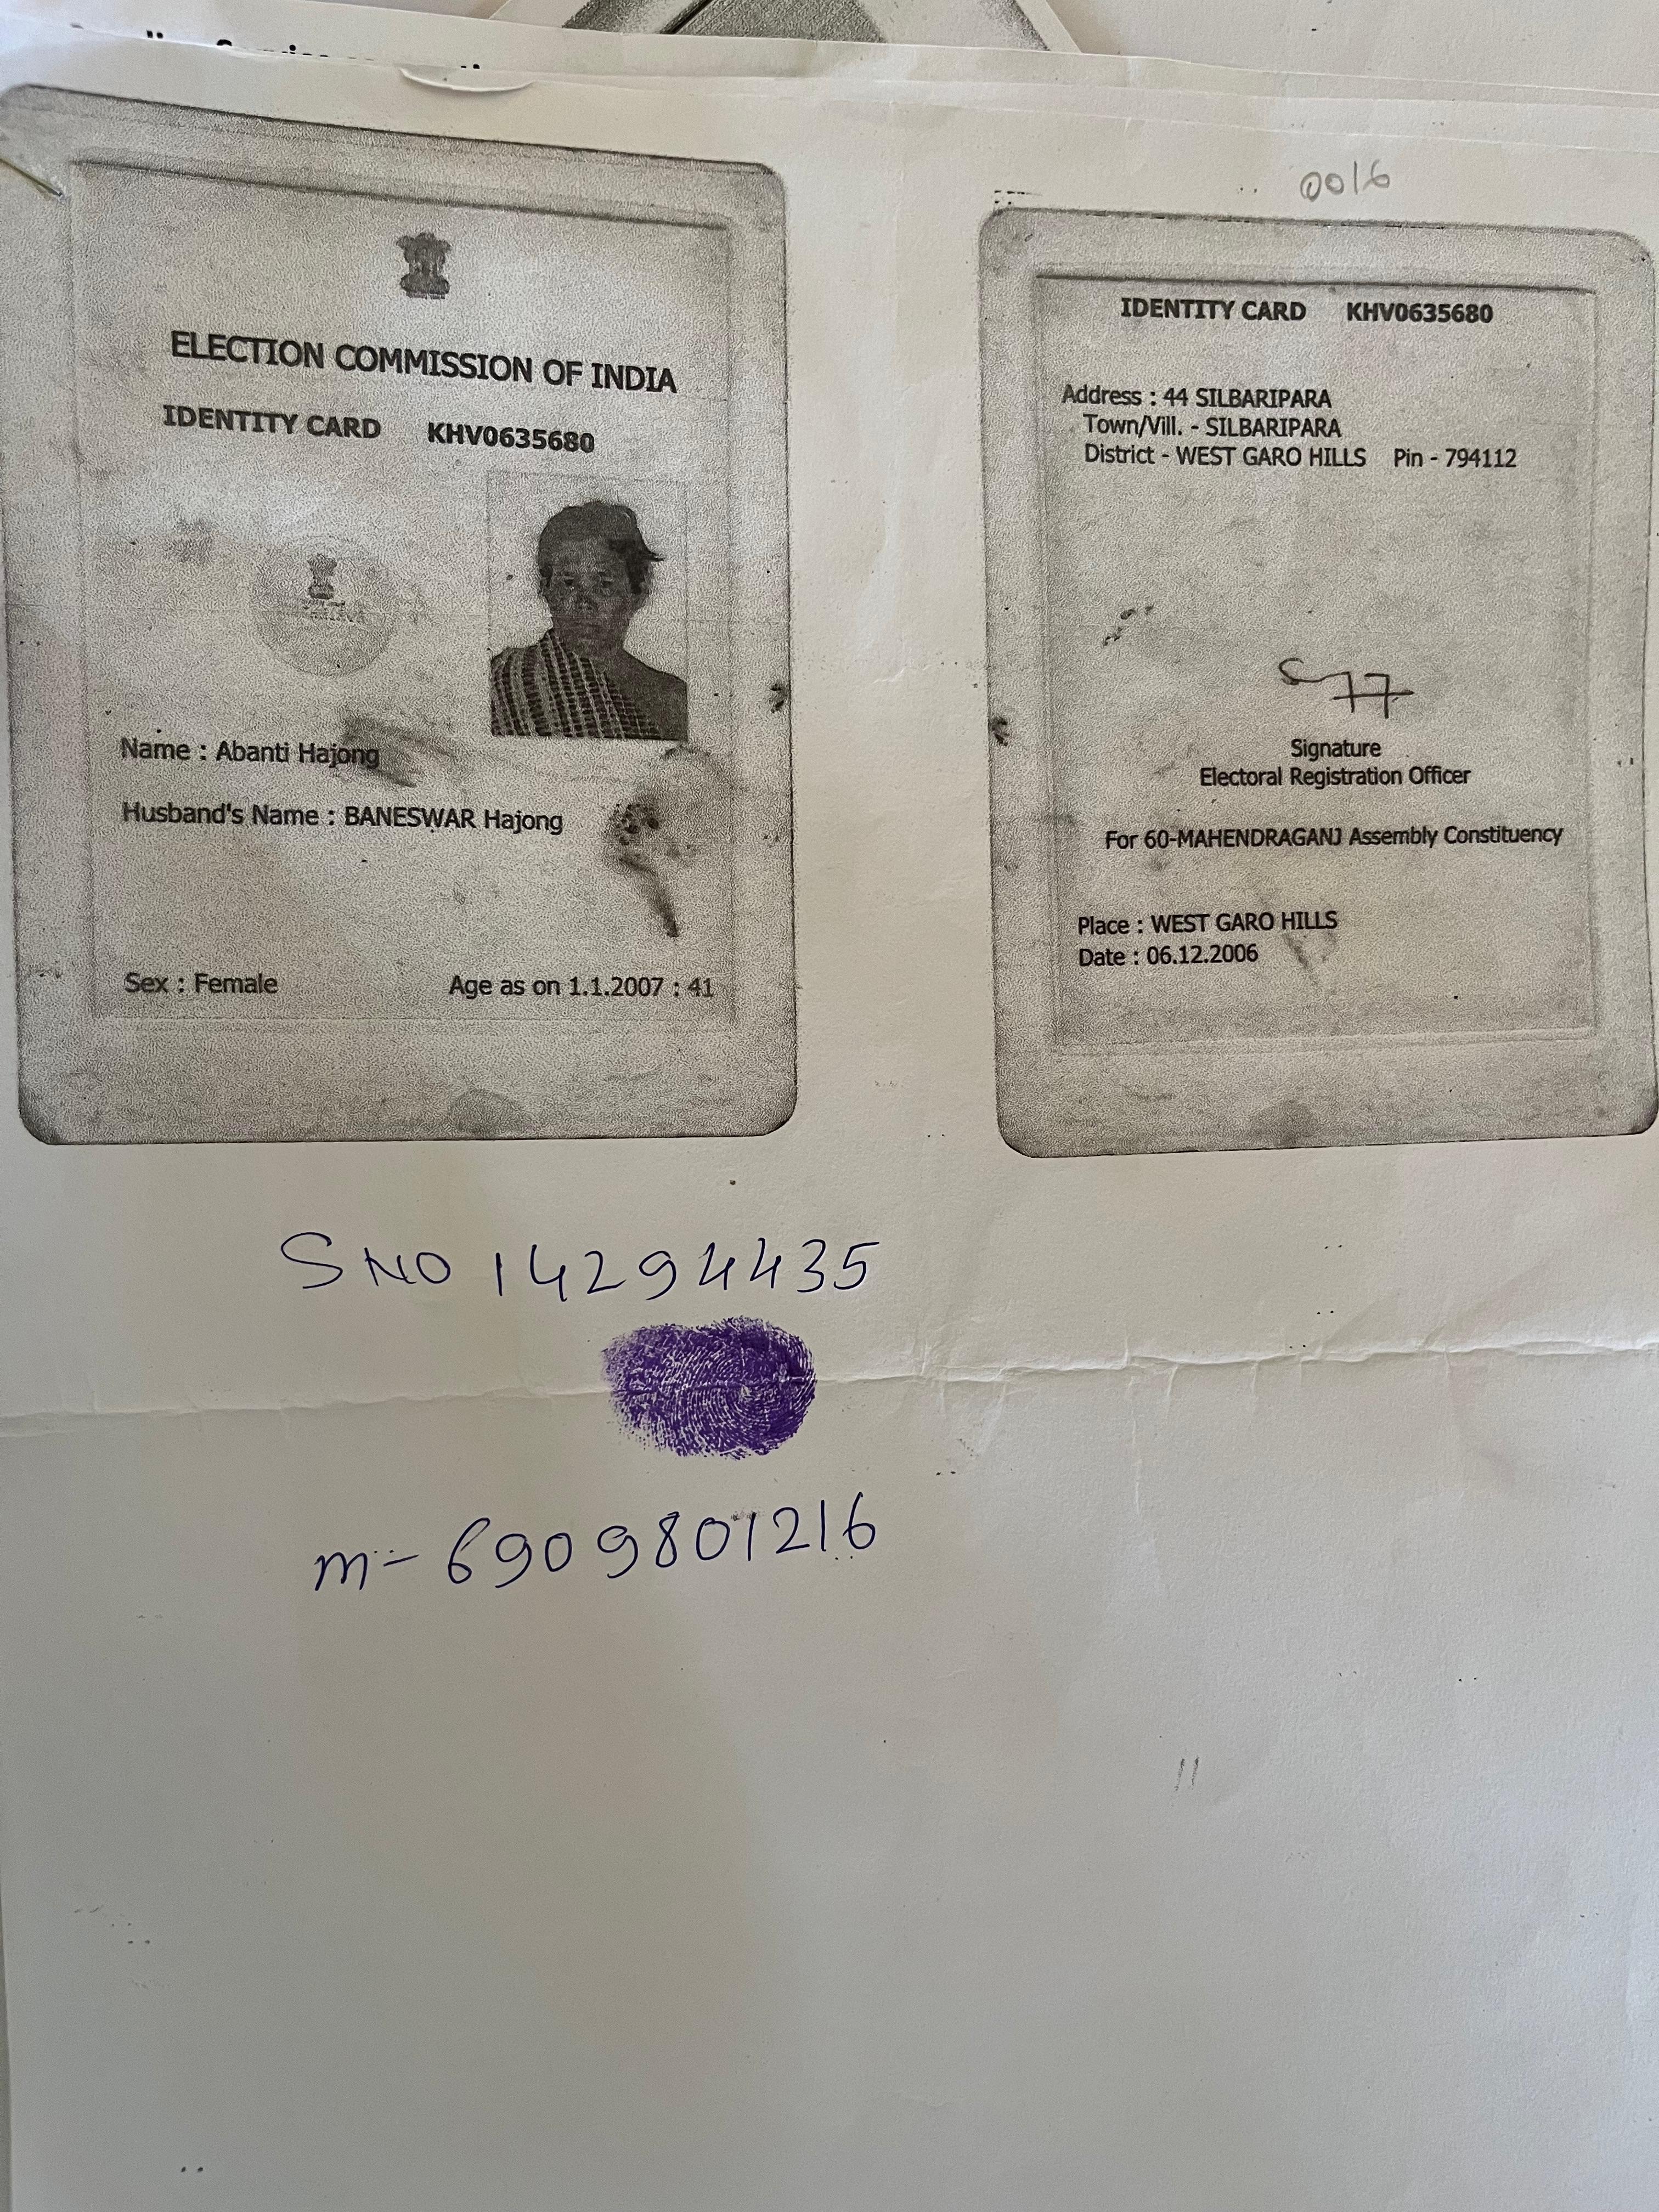 ELECTION COMMISSION OF INDIA
IDENTITY CARD KHV0635680
Name : Abanti Hajong
Husband's Name : BANESWAR Hajong
Sex : Female Age as on 1.1.2007 : 41
0016
IDENTITY CARD KHV0635680
Address : 44 SILBARIPARA
Town/Vill. - SILBARIPARA
District - WEST GARO HILLS Pin - 794112
Signature
Electoral Registration Officer
For 60-MAHENDRAGANJ Assembly Constituency
Place : WEST GARO HILLS
Date : 06.12.2006
SNO 14294435
m- 6909801216